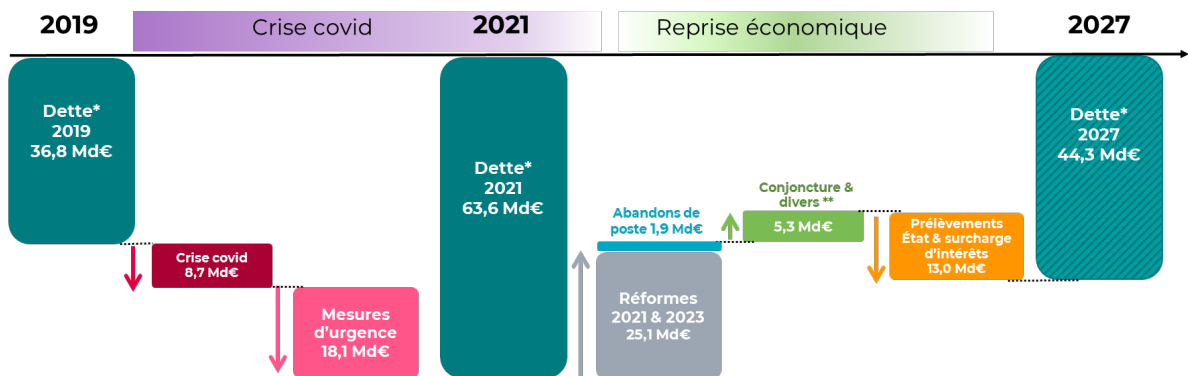 2019
Crise covid
2021
Reprise économique
2027
Dette*
2019
36,8 Md€
Crise covid
8,7 Md€
Mesures
d'urgence
18,1 Md€
Dette*
2021
63,6 Md€
Abandons de
poste 1,9 Md€
Réformes
2021 & 2023
25,1 Md€
Conjoncture &
divers **
5,3 Md€
Prélèvements
État & surcharge
d'intérêts
13,0 Md€
Dette*
2027
44,3 Md€